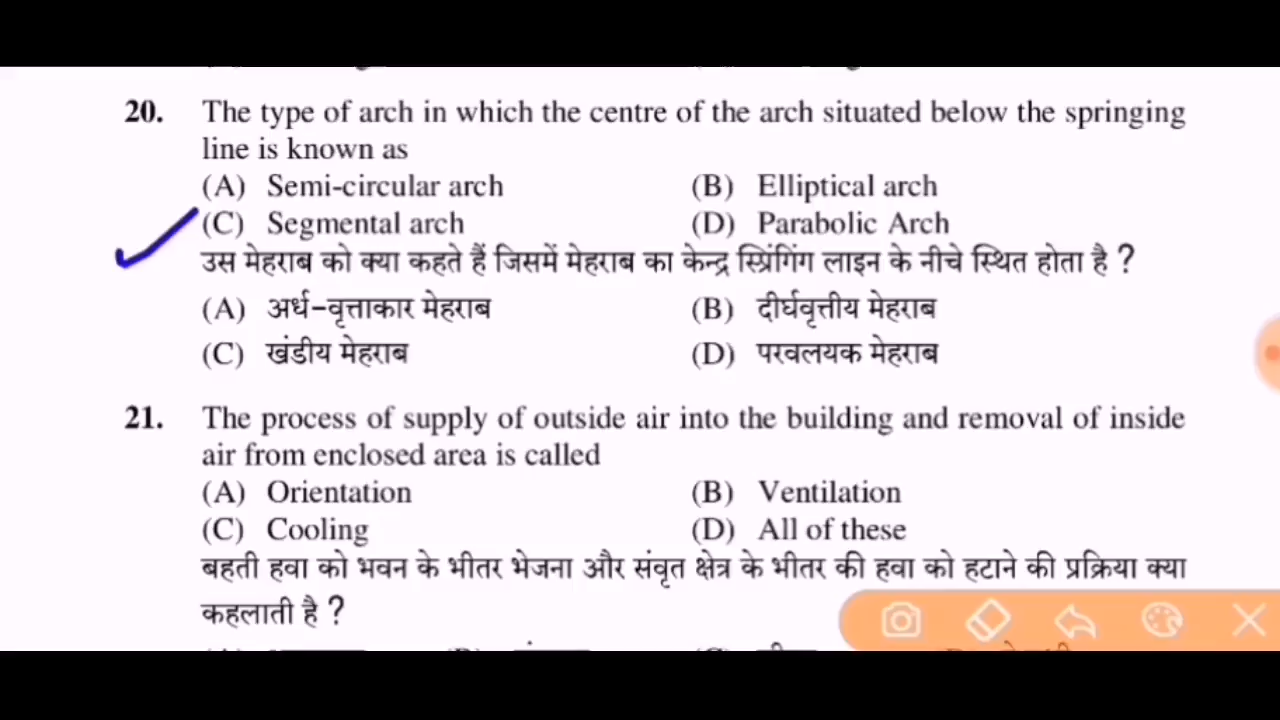 20. The type of arch in which the centre of the arch situated below the springing
line is known as
(A) Semi-circular arch (B) Elliptical arch
(C) Segmental arch (D) Parabolic Arch
उस मेहराब को क्या कहते हैं जिसमें मेहराब का केन्द्र स्प्रिंगिंग लाइन के नीचे स्थित होता है ?
(A) अर्ध-वृत्ताकार मेहराब (B) दीर्घवृत्तीय मेहराब
(C) खंडीय मेहराब (D) परवलयक मेहराब
21. The process of supply of outside air into the building and removal of inside
air from enclosed area is called
(A) Orientation (B) Ventilation
(C) Cooling (D) All of these
बहती हवा को भवन के भीतर भेजना और संवृत क्षेत्र के भीतर की हवा को हटाने की प्रक्रिया क्या
कहलाती है ?